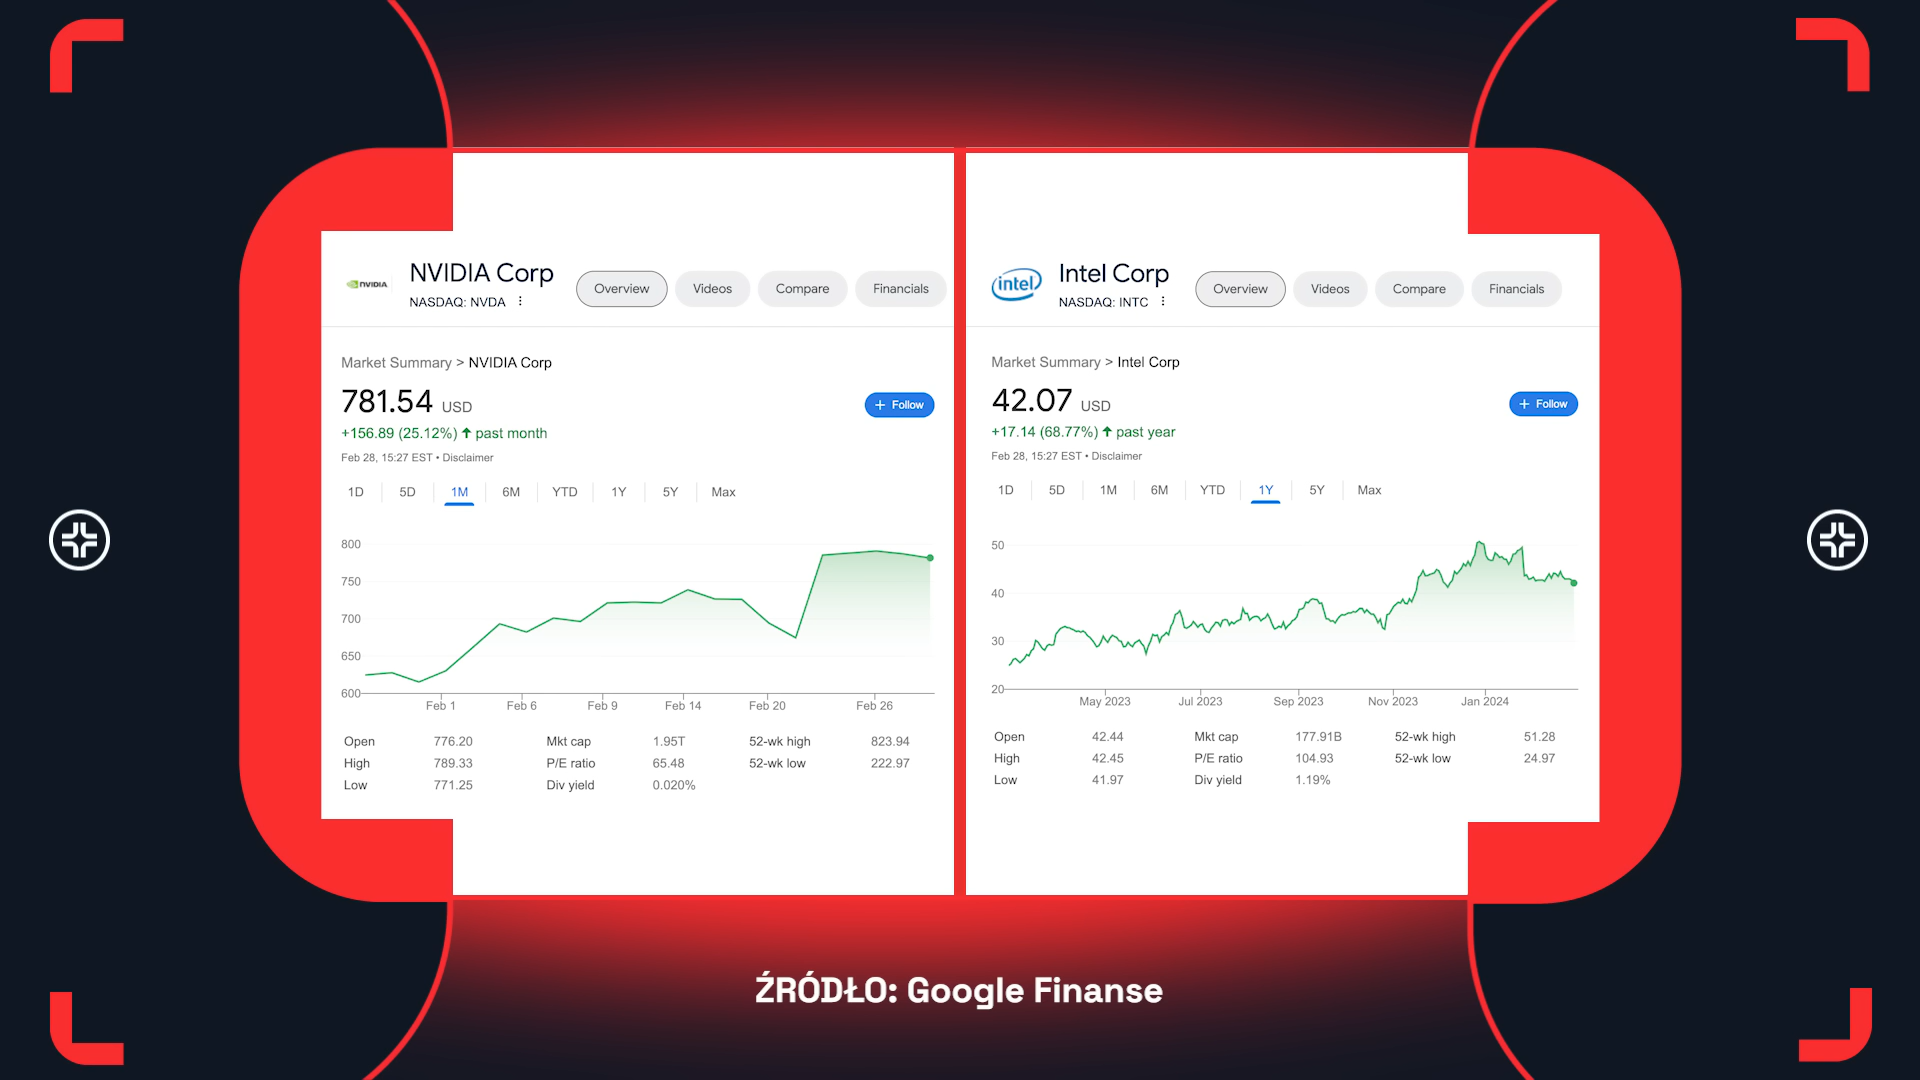 NVIDIA
NVIDIA Corp
NASDAQ: NVDA
Overview
Videos
Compare
Financials
Market Summary > NVIDIA Corp
781.54 USD
+ Follow
+156.89 (25.12%) ↑ past month
Feb 28, 15:27 EST • Disclaimer
1D 5D 1M 6M YTD 1Y 5Y Max
800
750
700
650
600
Feb 1 Feb 6 Feb 9 Feb 14 Feb 20 Feb 26
Open 776.20 Mkt cap 1.95T 52-wk high 823.94
High 789.33 P/E ratio 65.48 52-wk low 222.97
Low 771.25 Div yield 0.020%
intel
Intel Corp
NASDAQ: INTC
Overview
Videos
Compare
Financials
Market Summary > Intel Corp
42.07 USD
+ Follow
+17.14 (68.77%) ↑ past year
Feb 28, 15:27 EST • Disclaimer
1D 5D 1M 6M YTD 1Y 5Y Max
50
40
30
20
May 2023 Jul 2023 Sep 2023 Nov 2023 Jan 2024
Open 42.44 Mkt cap 177.91B 52-wk high 51.28
High 42.45 P/E ratio 104.93 52-wk low 24.97
Low 41.97 Div yield 1.19%
ŹRÓDŁO: Google Finanse